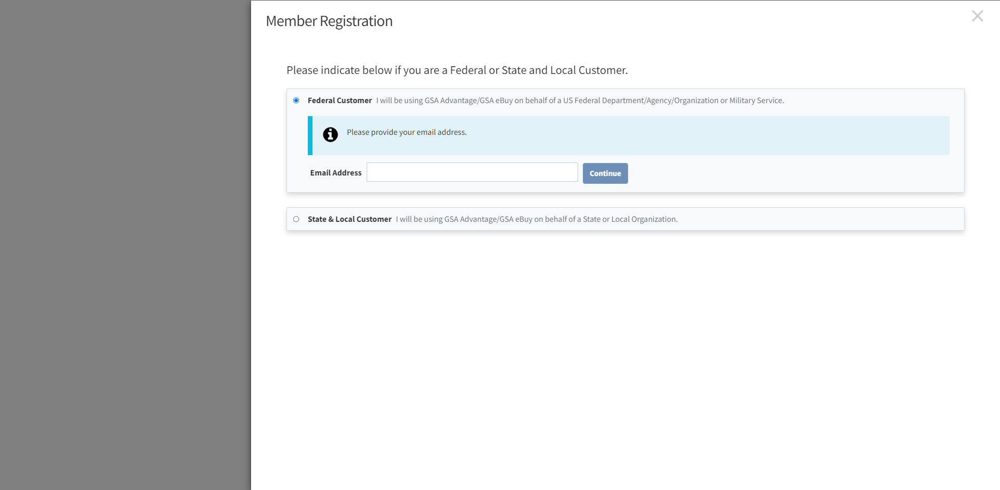 Member Registration
Please indicate below if you are a Federal or State and Local Customer.
Federal Customer I will be using GSA Advantage/GSA eBuy on behalf of a US Federal Department/Agency/Organization or Military Service.
Please provide your email address.
Email Address Continue
State & Local Customer I will be using GSA Advantage/GSA eBuy on behalf of a State or Local Organization.